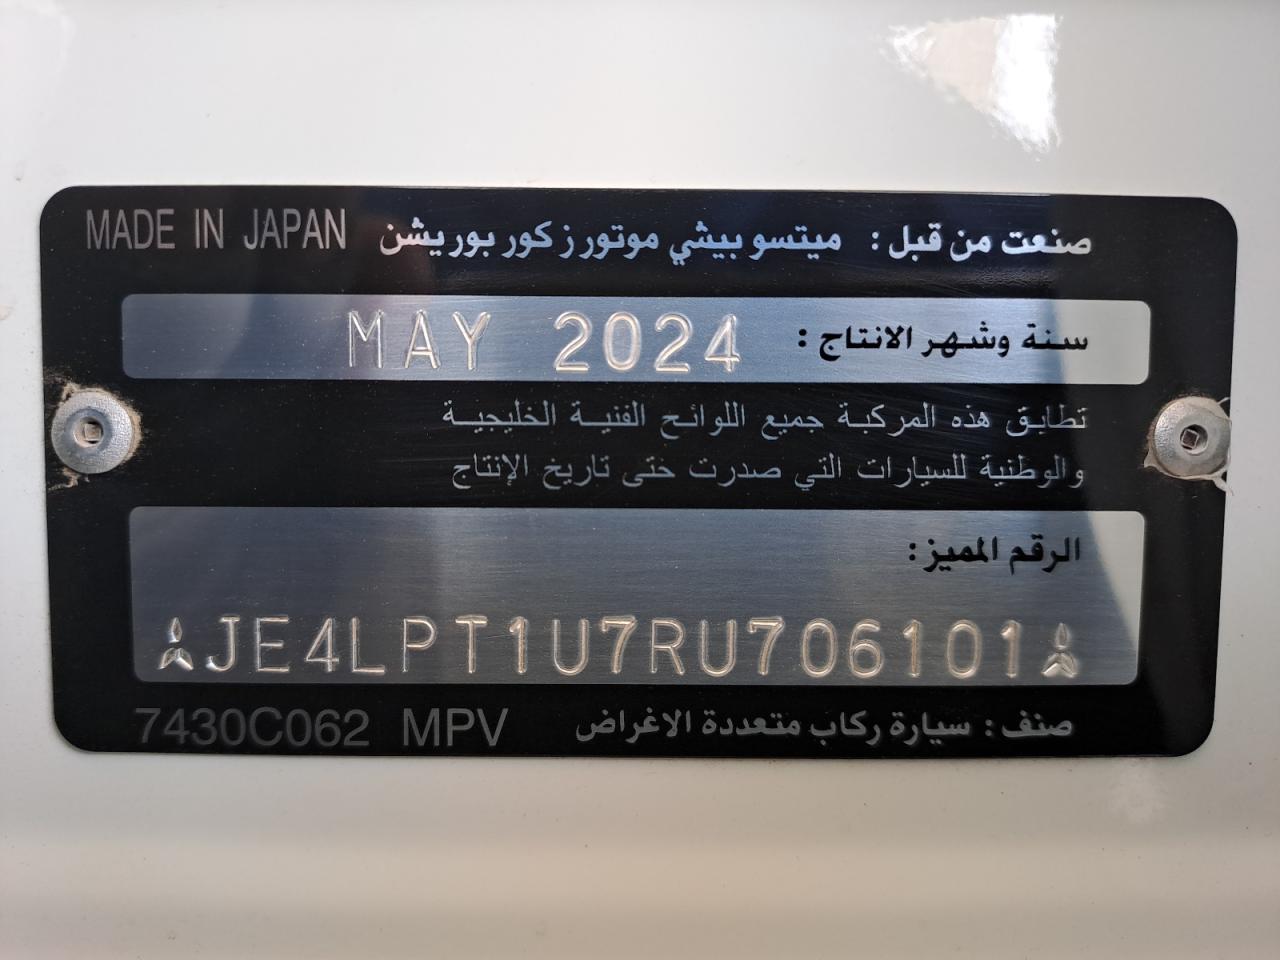 MADE IN JAPAN صنعت من قبل : ميتسو بيشي موتورز كور بوريشن
سنة وشهر الانتاج : MAY 2024
تطابق هذه المركبة جميع اللوائح الفنية الخليجية
والوطنية للسيارات التي صدرت حتى تاريخ الإنتاج
الرقم المميز:
JE4LPT1U7RU706101
7430C062 MPV صنف : سيارة ركاب متعددة الاغراض